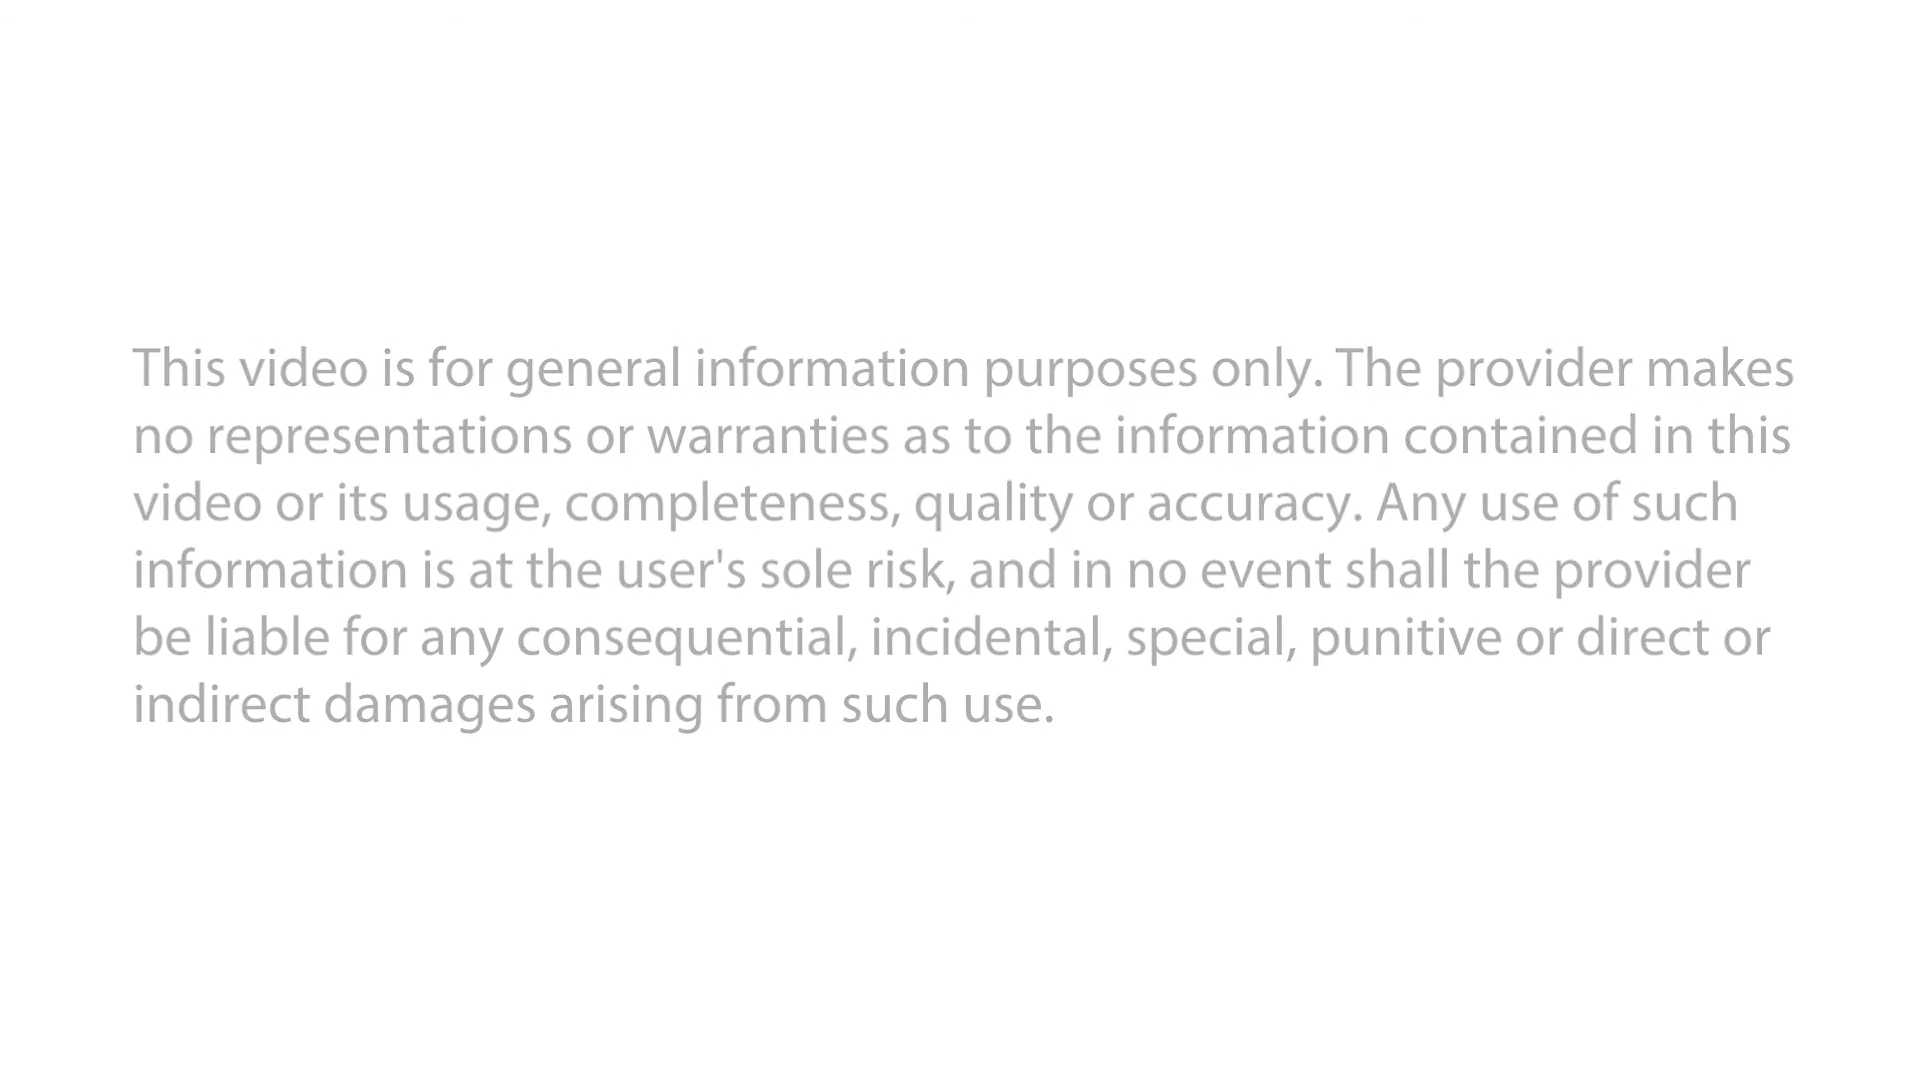 This video is for general information purposes only. The provider makes
no representations or warranties as to the information contained in this
video or its usage, completeness, quality or accuracy. Any use of such
information is at the user's sole risk, and in no event shall the provider
be liable for any consequential, incidental, special, punitive or direct or
indirect damages arising from such use.